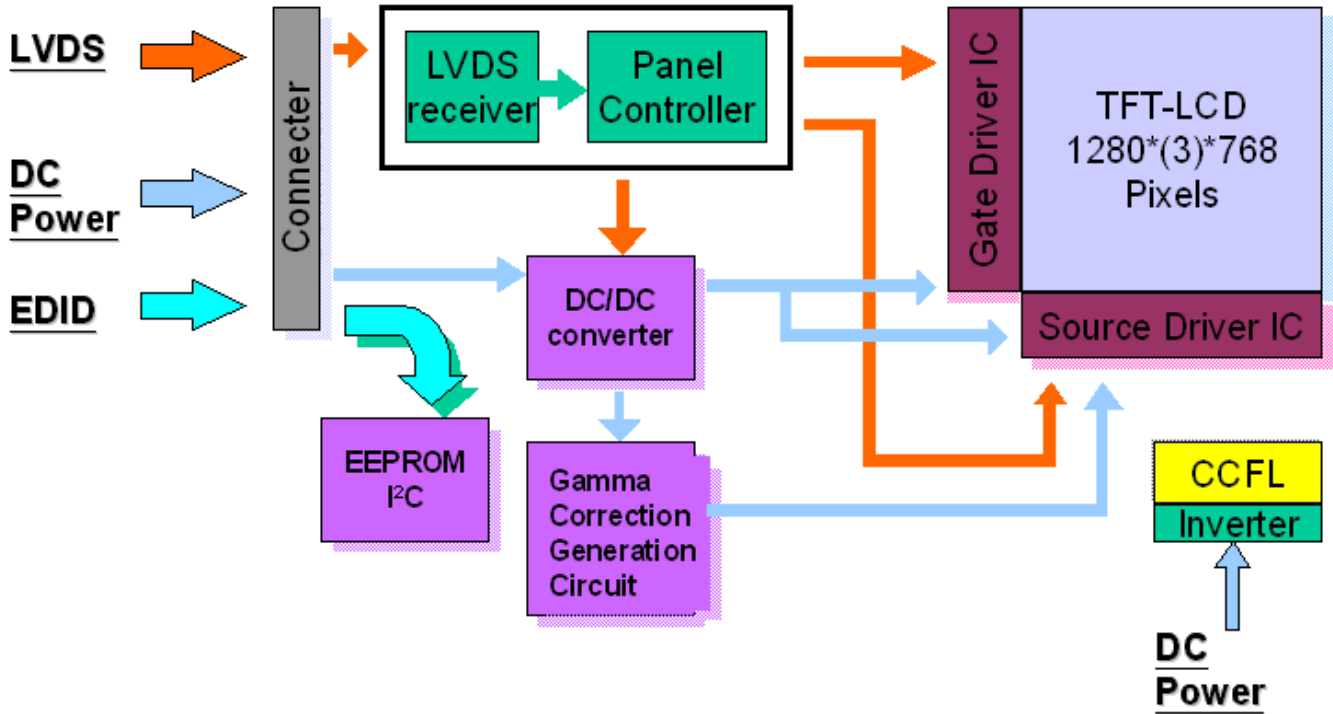 LVDS
DC
Power
EDID
Connecter
LVDS
receiver
Panel
Controller
Gate Driver IC
TFT-LCD
1280*(3)*768
Pixels
Source Driver IC
DC/DC
converter
EEPROM
I²C
Gamma
Correction
Generation
Circuit
CCFL
Inverter
DC
Power